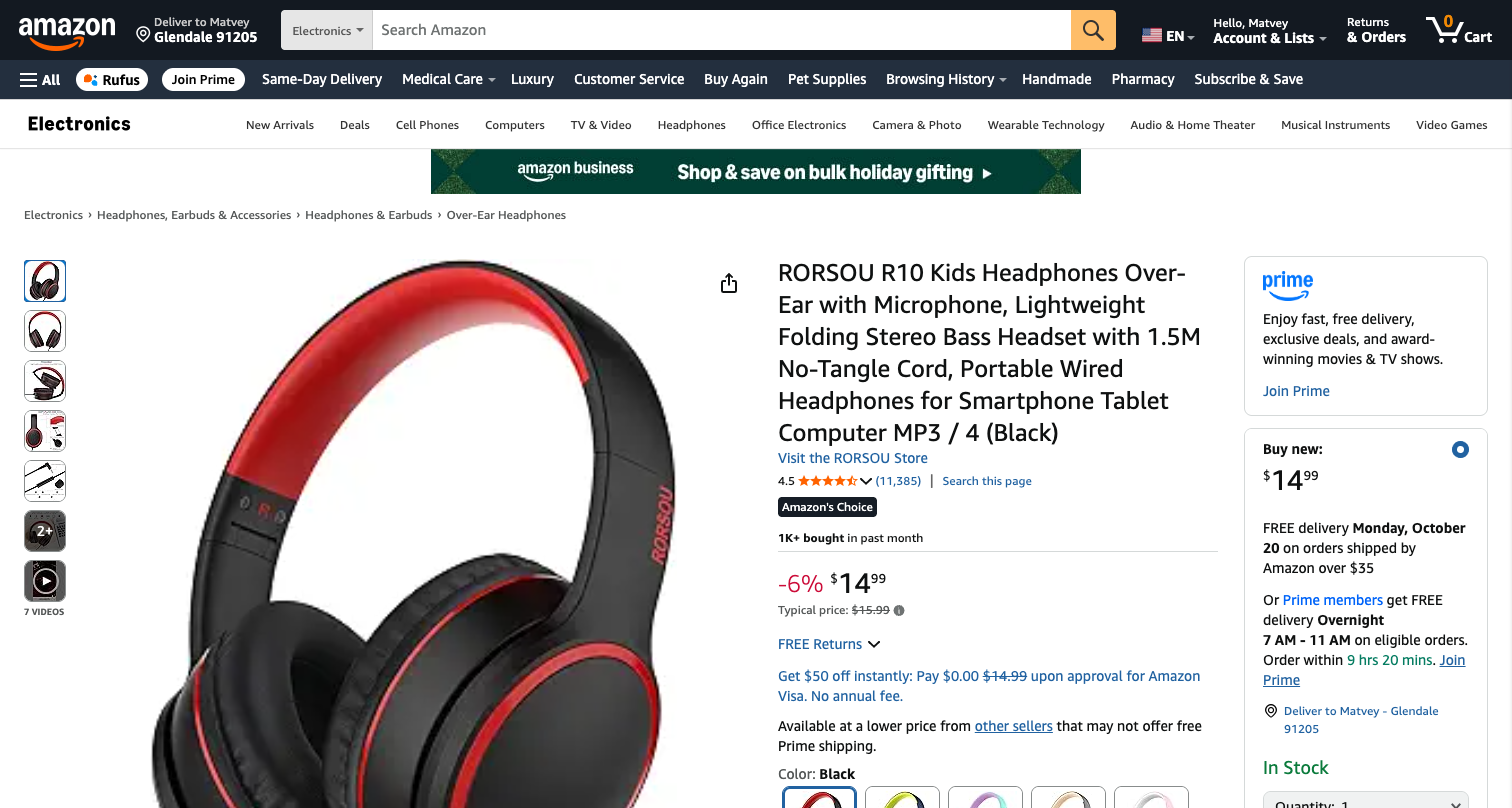 amazon
Deliver to Matvey
Glendale 91205
Electronics
Search Amazon
EN
Hello, Matvey
Account & Lists
Returns
& Orders
0
Cart
All
Rufus
Join Prime
Same-Day Delivery
Medical Care
Luxury
Customer Service
Buy Again
Pet Supplies
Browsing History
Handmade
Pharmacy
Subscribe & Save
Electronics
New Arrivals
Deals
Cell Phones
Computers
TV & Video
Headphones
Office Electronics
Camera & Photo
Wearable Technology
Audio & Home Theater
Musical Instruments
Video Games
amazon business
Shop & save on bulk holiday gifting ▸
Electronics › Headphones, Earbuds & Accessories › Headphones & Earbuds › Over-Ear Headphones
2+
7 VIDEOS
R
RORSOU
RORSOU R10 Kids Headphones Over-
Ear with Microphone, Lightweight
Folding Stereo Bass Headset with 1.5M
No-Tangle Cord, Portable Wired
Headphones for Smartphone Tablet
Computer MP3 / 4 (Black)
Visit the RORSOU Store
4.5 (11,385) | Search this page
Amazon's Choice
1K+ bought in past month
-6% $14.99
Typical price: $15.99
FREE Returns
Get $50 off instantly: Pay $0.00 $14.99 upon approval for Amazon
Visa. No annual fee.
Available at a lower price from other sellers that may not offer free
Prime shipping.
Color: Black
prime
Enjoy fast, free delivery,
exclusive deals, and award-
winning movies & TV shows.
Join Prime
Buy new:
$14.99
FREE delivery Monday, October
20 on orders shipped by
Amazon over $35
Or Prime members get FREE
delivery Overnight
7 AM - 11 AM on eligible orders.
Order within 9 hrs 20 mins. Join
Prime
Deliver to Matvey - Glendale
91205
In Stock
Quantity: 1